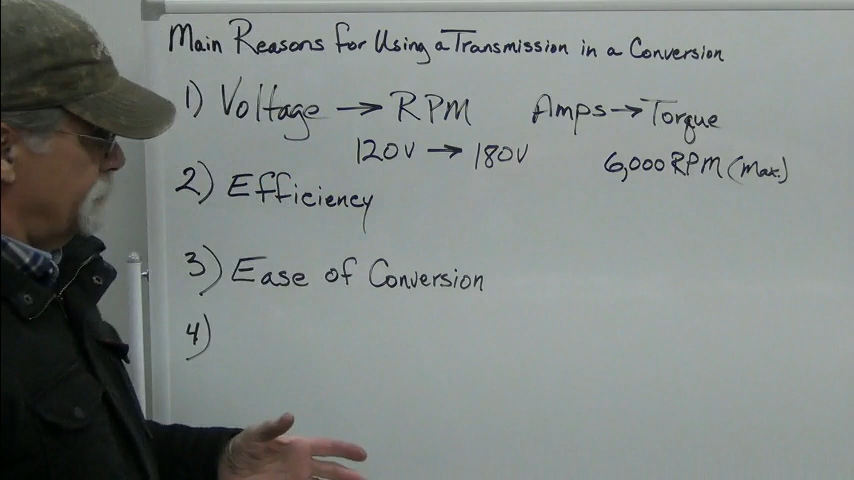 Main Reasons for Using a Transmission in a Conversion
1) Voltage → RPM Amps → Torque
120V → 180V 6,000 RPM (Max.)
2) Efficiency
3) Ease of Conversion
4)